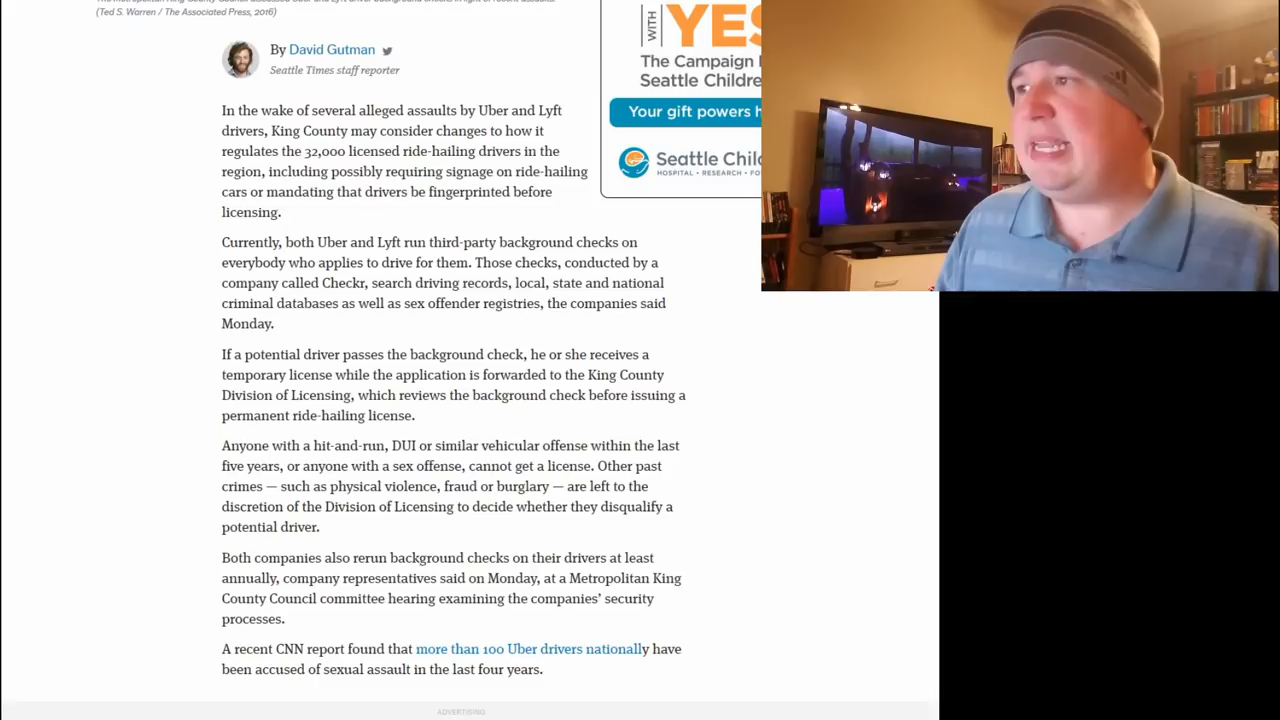 (Ted S. Warren / The Associated Press, 2016)
By David Gutman
Seattle Times staff reporter
In the wake of several alleged assaults by Uber and Lyft
drivers, King County may consider changes to how it
regulates the 32,000 licensed ride-hailing drivers in the
region, including possibly requiring signage on ride-hailing
cars or mandating that drivers be fingerprinted before
licensing.
Currently, both Uber and Lyft run third-party background checks on
everybody who applies to drive for them. Those checks, conducted by a
company called Checkr, search driving records, local, state and national
criminal databases as well as sex offender registries, the companies said
Monday.
If a potential driver passes the background check, he or she receives a
temporary license while the application is forwarded to the King County
Division of Licensing, which reviews the background check before issuing a
permanent ride-hailing license.
Anyone with a hit-and-run, DUI or similar vehicular offense within the last
five years, or anyone with a sex offense, cannot get a license. Other past
crimes — such as physical violence, fraud or burglary — are left to the
discretion of the Division of Licensing to decide whether they disqualify a
potential driver.
Both companies also rerun background checks on their drivers at least
annually, company representatives said on Monday, at a Metropolitan King
County Council committee hearing examining the companies' security
processes.
A recent CNN report found that more than 100 Uber drivers nationally have
been accused of sexual assault in the last four years.
ADVERTISING
WITH YES
The Campaign
Seattle Childre
Your gift powers
Seattle Chil
HOSPITAL • RESEARCH • FO